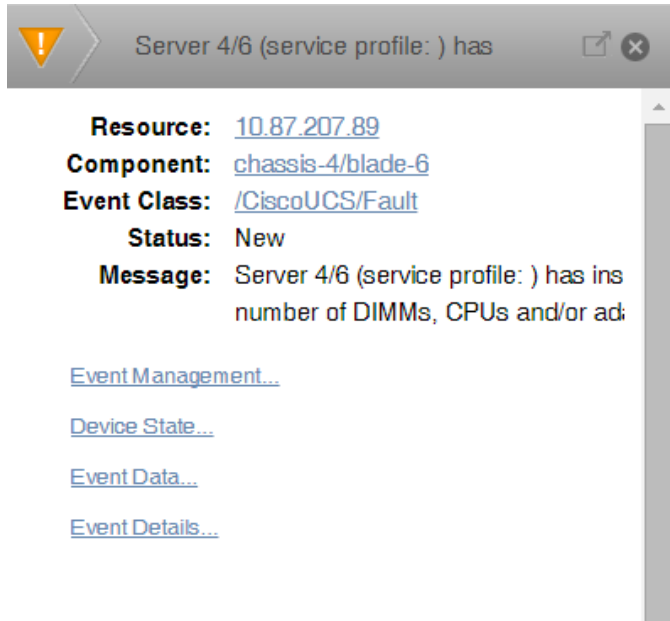 Server 4/6 (service profile: ) has
Resource: 10.87.207.89
Component: chassis-4/blade-6
Event Class: /CiscoUCS/Fault
Status: New
Message: Server 4/6 (service profile: ) has ins
number of DIMMs, CPUs and/or ada
Event Management...
Device State...
Event Data...
Event Details...